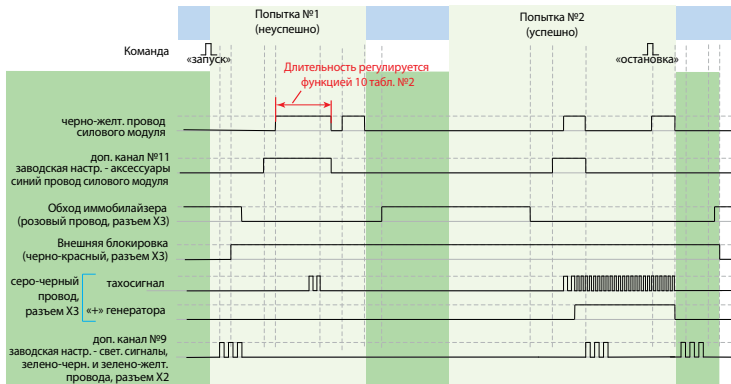 Попытка №1
(неуспешно)
Попытка №2
(успешно)
Команда
«запуск»
«остановка»
Длительность регулируется
функцией 10 табл. №2
черно-желт. провод
силового модуля
доп. канал №11
заводская настр. - аксессуары
синий провод силового модуля
Обход иммобилайзера
(розовый провод, разъем X3)
Внешняя блокировка
(черно-красный, разъем X3)
серо-черный
провод,
разъем X3
тахосигнал
«+» генератора
доп. канал №9
заводская настр. - свет. сигналы,
зелено-черн. и зелено-желт.
провода, разъем X2